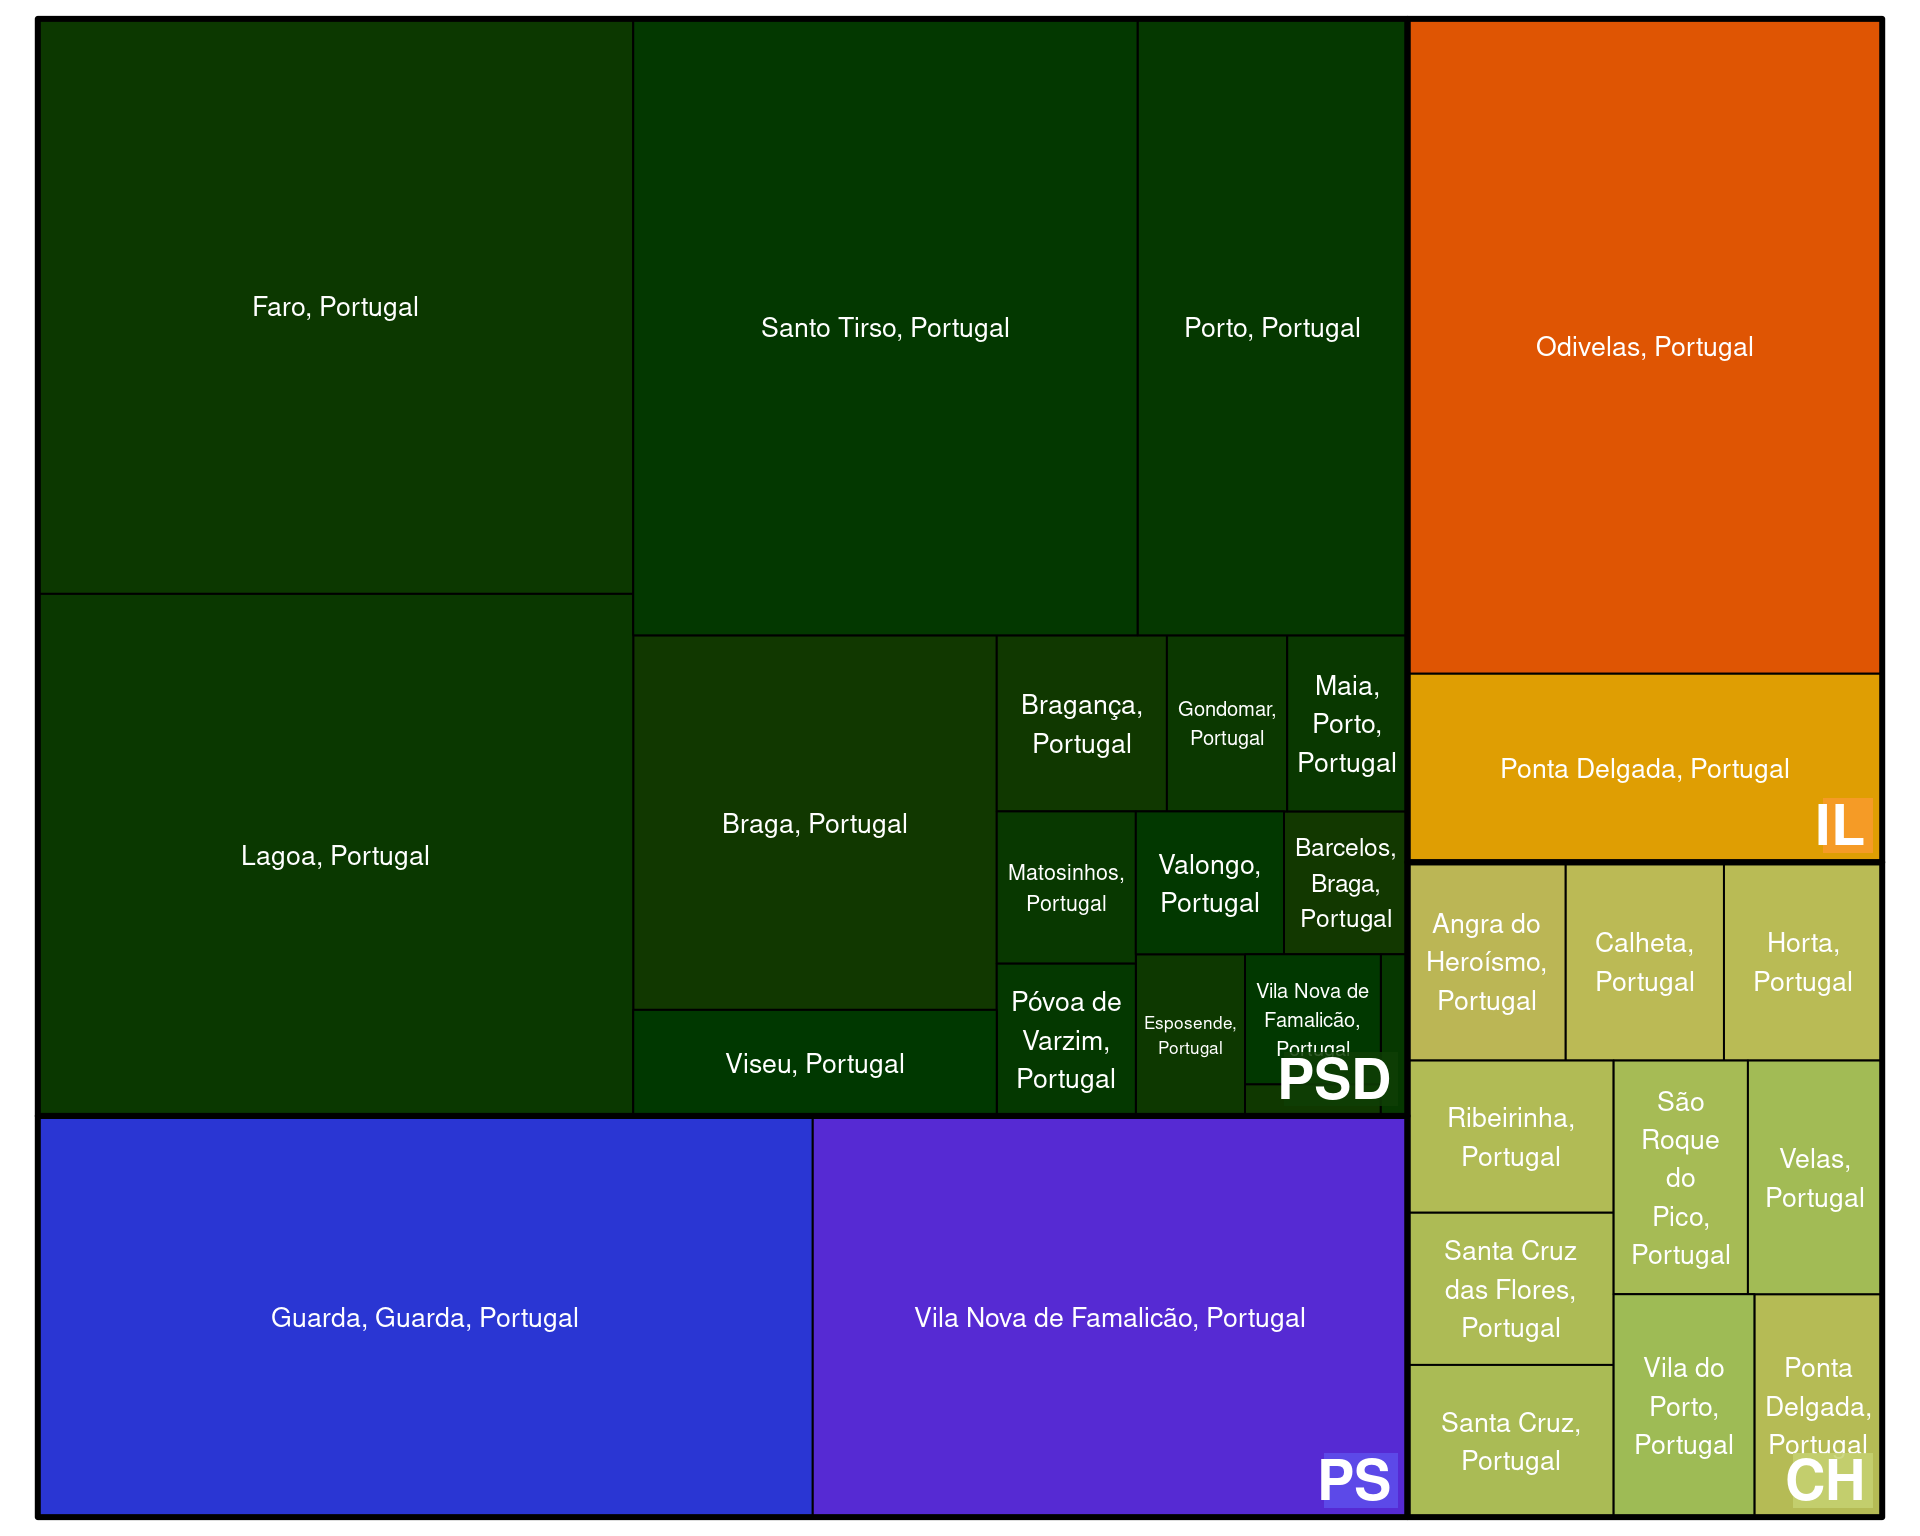 Faro, Portugal
Lagoa, Portugal
Santo Tirso, Portugal
Porto, Portugal
Braga, Portugal
Viseu, Portugal
Bragança,
Portugal
Gondomar,
Portugal
Maia,
Porto,
Portugal
Matosinhos,
Portugal
Valongo,
Portugal
Barcelos,
Braga,
Portugal
Póvoa de
Varzim,
Portugal
Esposende,
Portugal
Vila Nova de
Famalicão,
Portugal
PSD
Guarda, Guarda, Portugal
Vila Nova de Famalicão, Portugal
PS
Odivelas, Portugal
Ponta Delgada, Portugal
IL
Angra do
Heroísmo,
Portugal
Calheta,
Portugal
Horta,
Portugal
Ribeirinha,
Portugal
São
Roque
do
Pico,
Portugal
Velas,
Portugal
Santa Cruz
das Flores,
Portugal
Santa Cruz,
Portugal
Vila do
Porto,
Portugal
Ponta
Delgada,
Portugal
CH